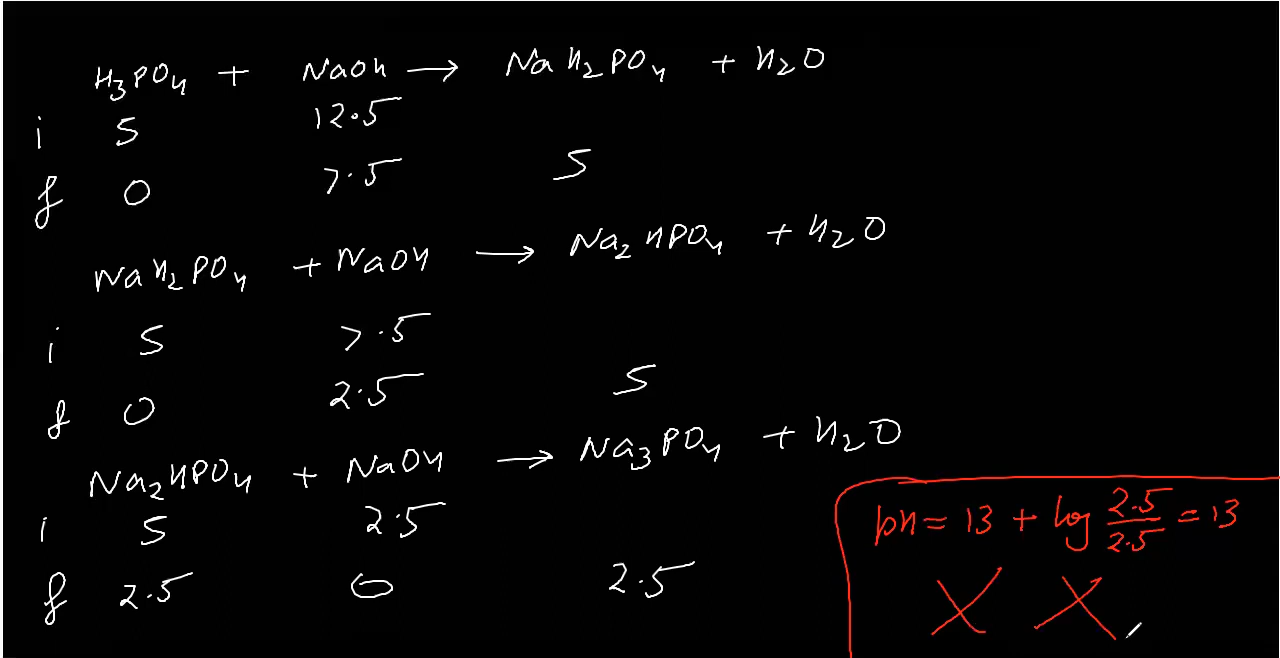 H₃PO₄ + NaOH → NaH₂PO₄ + H₂O
i 5 12.5
f 0 7.5 5
NaH₂PO₄ + NaOH → Na₂HPO₄ + H₂O
i 5 7.5
f 0 2.5 5
Na₂HPO₄ + NaOH → Na₃PO₄ + H₂O
i 5 2.5
f 2.5 0 2.5
pH = 13 + log 2.5/2.5 = 13
X X